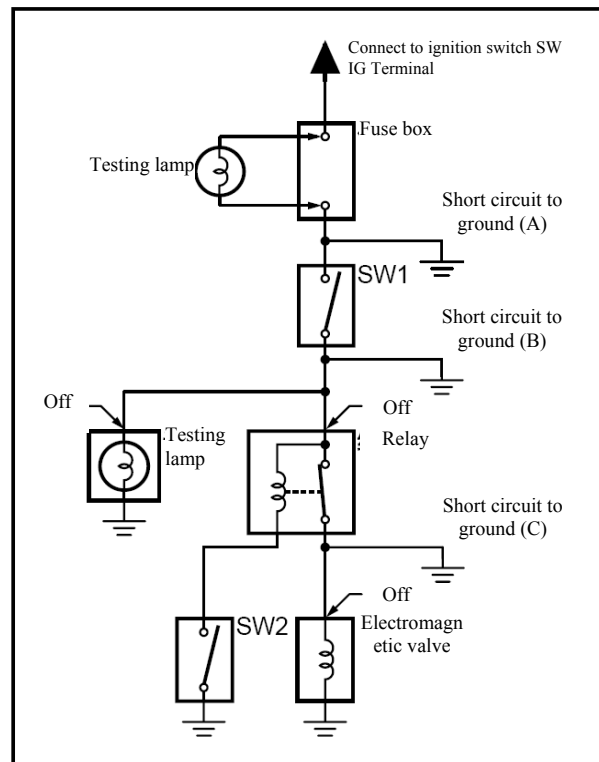 Connect to ignition switch SW
IG Terminal
.Fuse box
Testing lamp
Short circuit to
ground (A)
SW1
Short circuit to
ground (B)
Off
Off
.Testing
lamp
Relay
Short circuit to
ground (C)
Off
SW2
Electromagn
etic valve